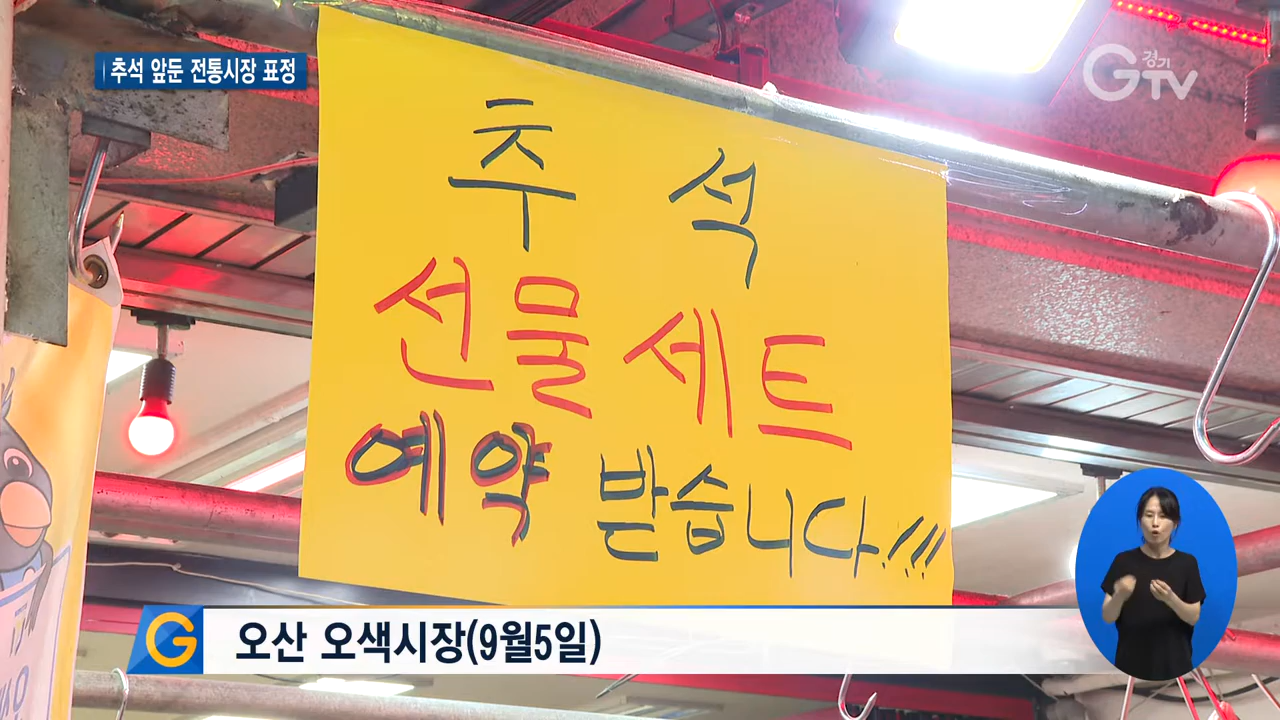 추석 앞둔 전통시장 표정
경기
GTV
추 석
선물세트
예약 받습니다!!!
G 오산 오색시장(9월5일)